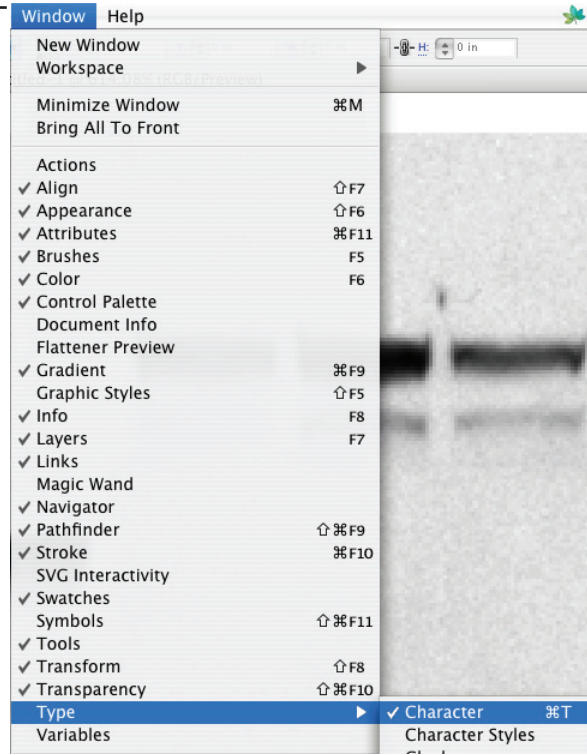 Window Help
New Window
Workspace
H: 0 in
(RGB/Preview)
Minimize Window ⌘M
Bring All To Front
Actions
✓ Align ⇧F7
✓ Appearance ⇧F6
✓ Attributes ⌘F11
✓ Brushes F5
✓ Color F6
✓ Control Palette
Document Info
Flattener Preview
✓ Gradient ⌘F9
Graphic Styles ⇧F5
✓ Info F8
✓ Layers F7
✓ Links
Magic Wand
✓ Navigator
✓ Pathfinder ⇧⌘F9
✓ Stroke ⌘F10
SVG Interactivity
✓ Swatches
Symbols ⇧⌘F11
✓ Tools
✓ Transform ⇧F8
✓ Transparency ⇧⌘F10
Type ✓ Character ⌘T
Variables Character Styles